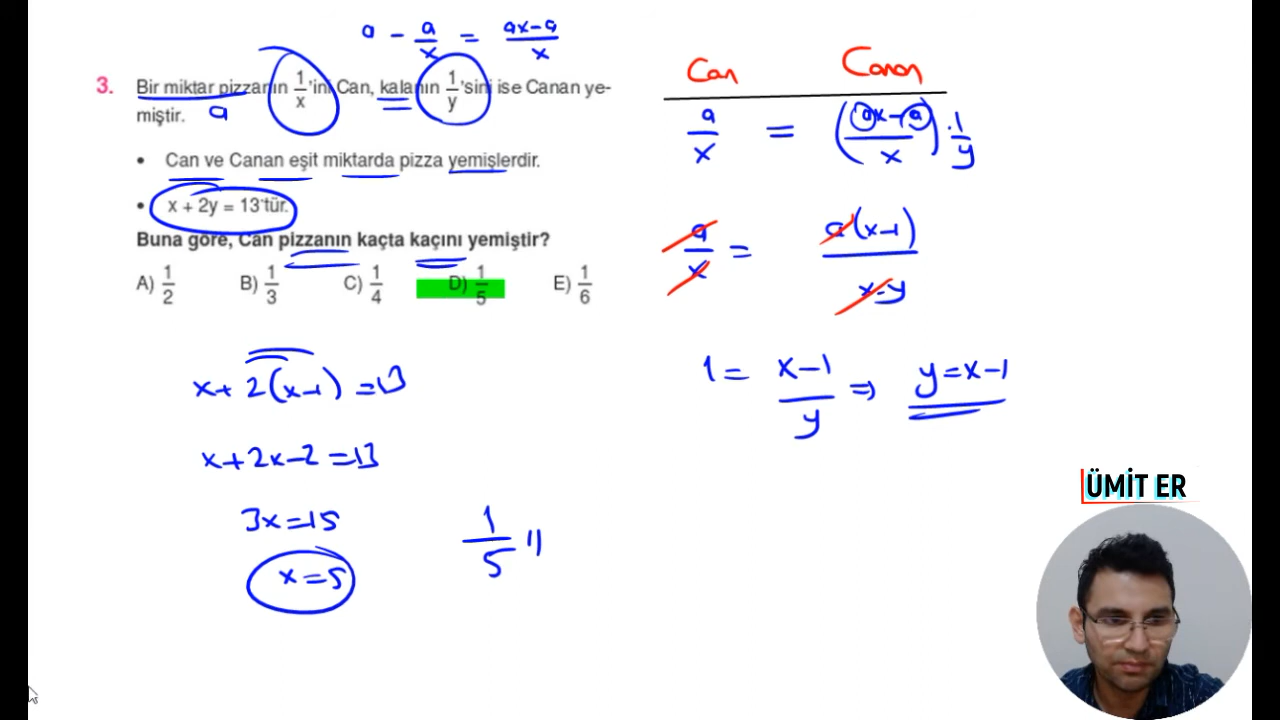 a - a/x = ax-a/x
3. Bir miktar pizzanın 1/x 'ini Can, kalanın 1/y 'sini ise Canan ye-
miştir.
a
• Can ve Canan eşit miktarda pizza yemişlerdir.
• x + 2y = 13'tür.
Buna göre, Can pizzanın kaçta kaçını yemiştir?
A) 1/2 B) 1/3 C) 1/4 D) 1/5 E) 1/6
x+ 2(x-1) =13
x+2x-2=13
3x=15
x=5
1/5 //
Can Canan
a/x = (ax-a/x) . 1/y
a/x = a(x-1)/x.y
1 = x-1/y ⇒ y=x-1
ÜMİT ER